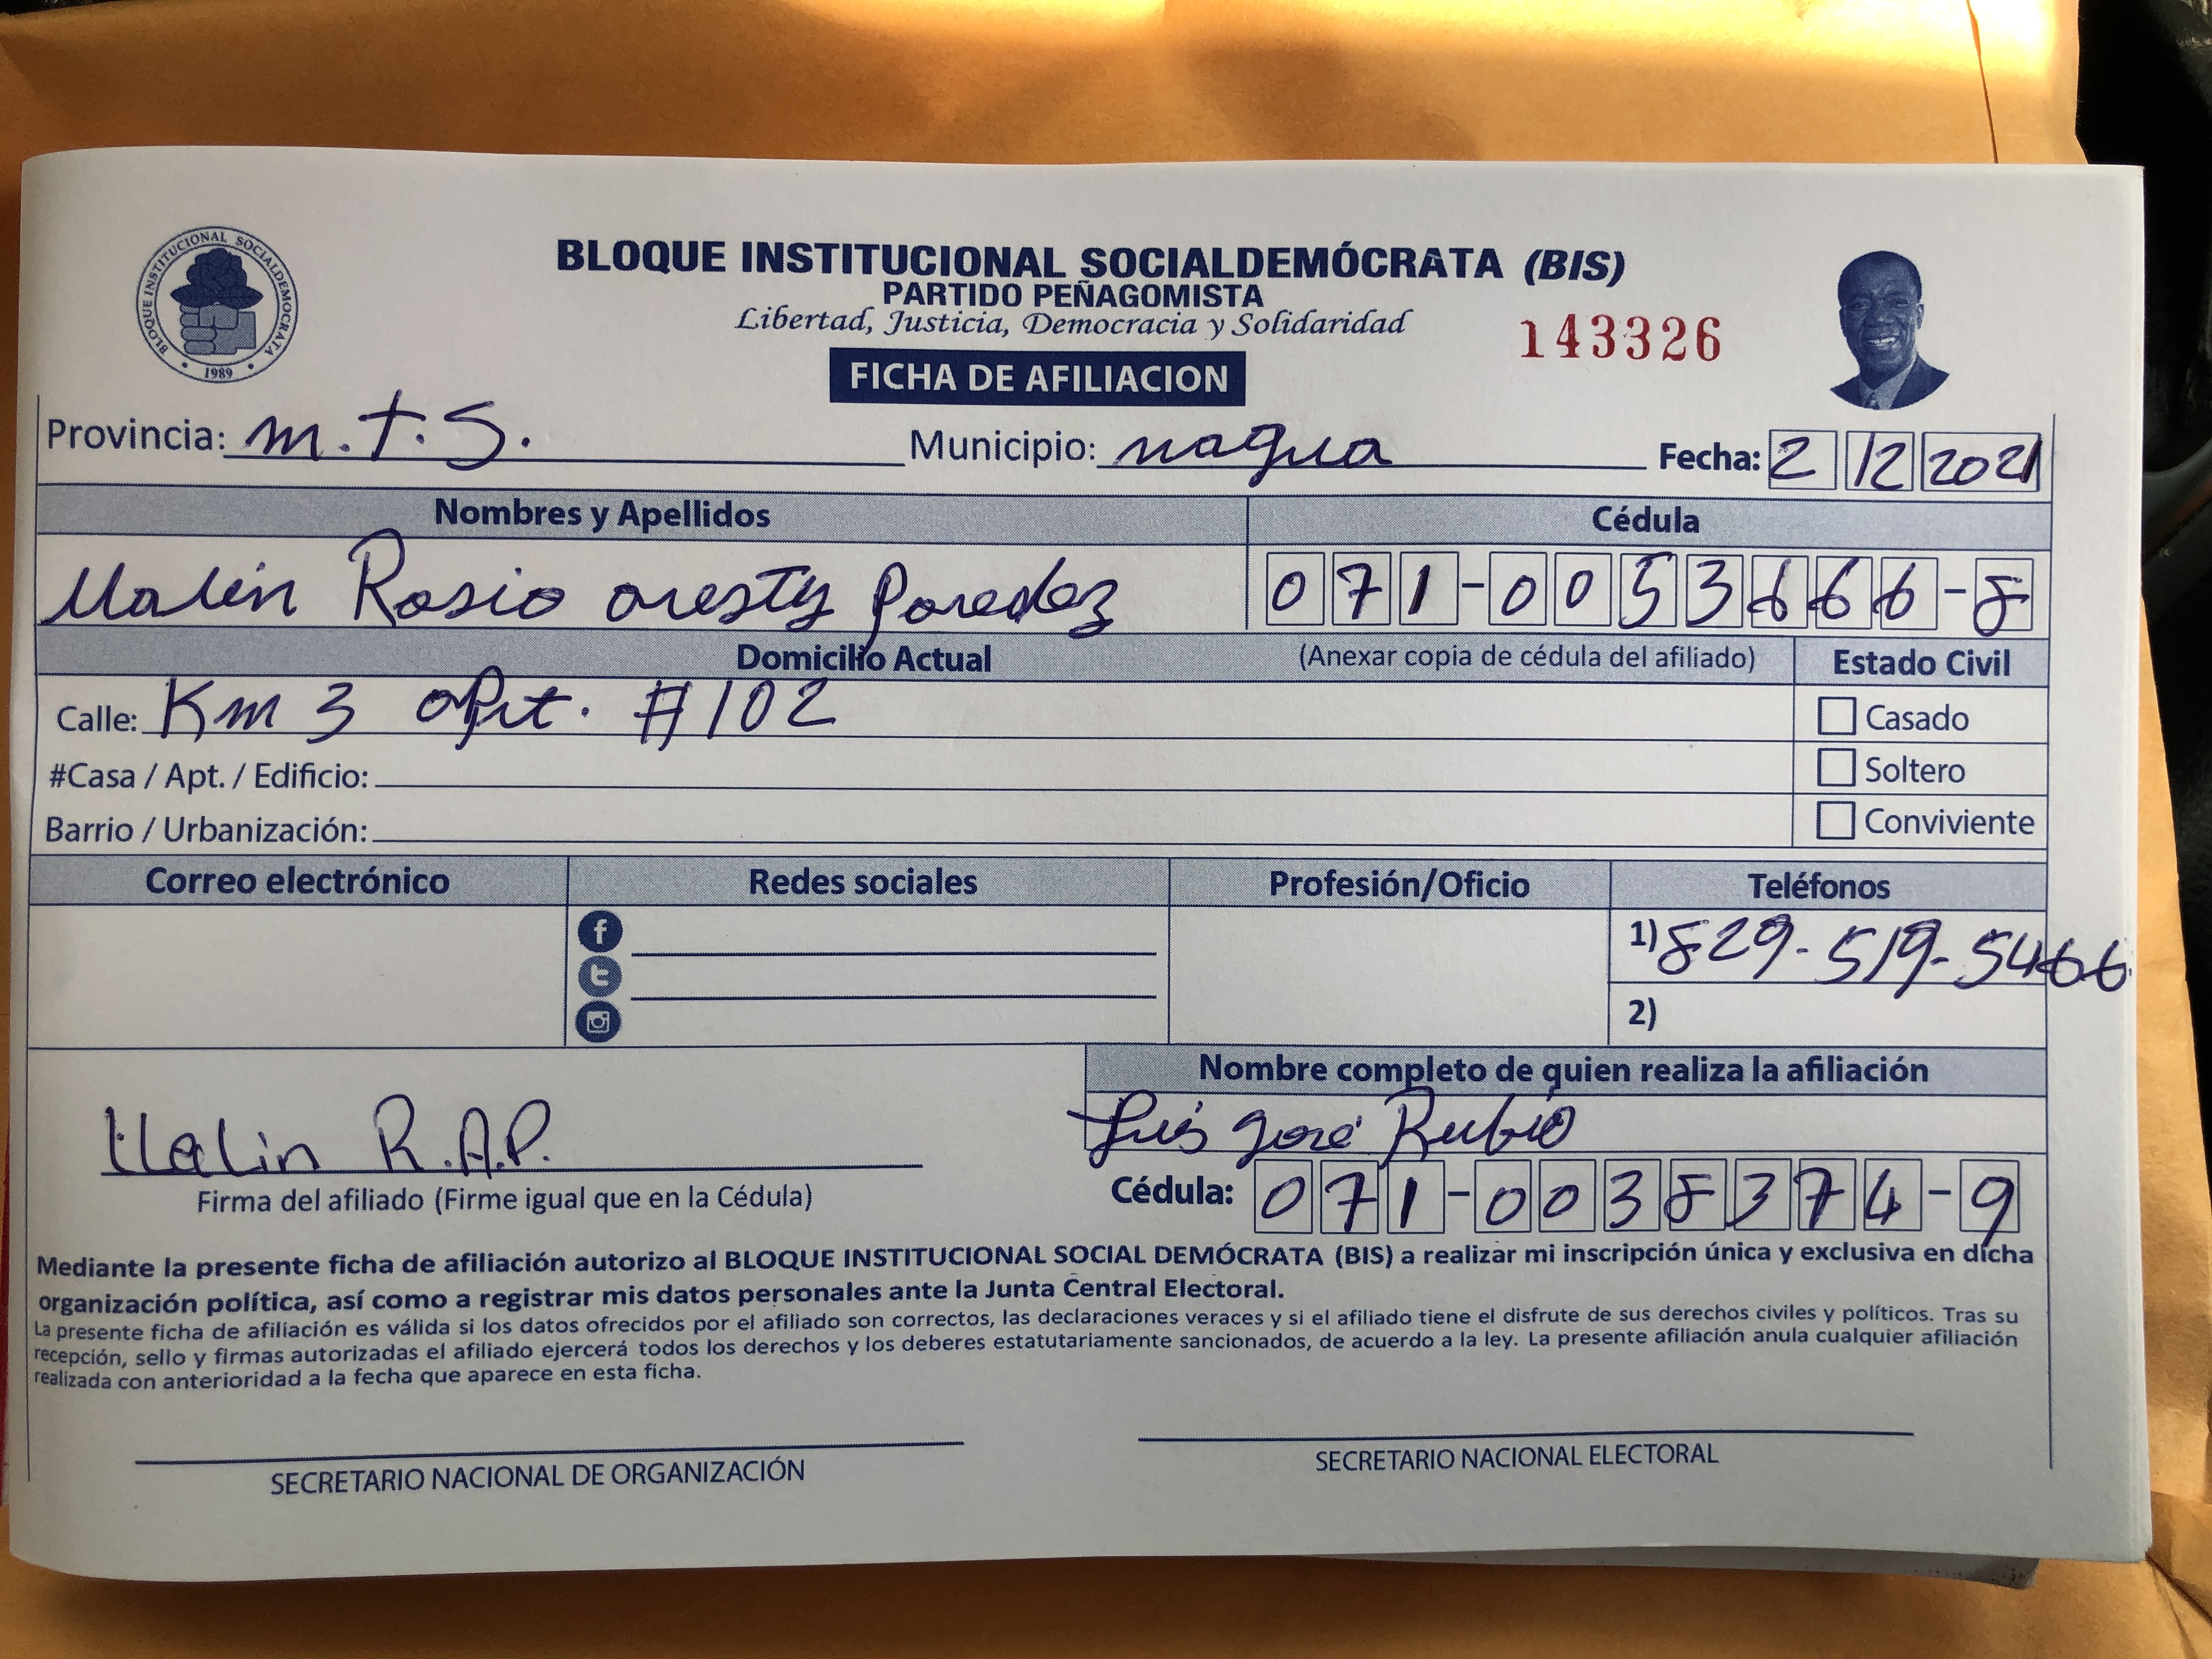 BLOQUE INSTITUCIONAL SOCIALDEMOCRATA
1989
BLOQUE INSTITUCIONAL SOCIALDEMÓCRATA (BIS)
PARTIDO PEÑAGOMISTA
Libertad, Justicia, Democracia y Solidaridad
143326
FICHA DE AFILIACION
Provincia: m.t.S. Municipio: nagua Fecha: 2 12 2021
Nombres y Apellidos Cédula
Rosio 071-0053666-8
Domicilio Actual (Anexar copia de cédula del afiliado) Estado Civil
Calle: Km 3 apt. #102 Casado
#Casa / Apt. / Edificio: Soltero
Barrio / Urbanización: Conviviente
Correo electrónico Redes sociales Profesión/Oficio Teléfonos
1) 829-519-5466
2)
Nombre completo de quien realiza la afiliación
R.A.P. Luis José Rubio
Firma del afiliado (Firme igual que en la Cédula) Cédula: 071-0038374-9
Mediante la presente ficha de afiliación autorizo al BLOQUE INSTITUCIONAL SOCIAL DEMÓCRATA (BIS) a realizar mi inscripción única y exclusiva en dicha
organización política, así como a registrar mis datos personales ante la Junta Central Electoral.
La presente ficha de afiliación es válida si los datos ofrecidos por el afiliado son correctos, las declaraciones veraces y si el afiliado tiene el disfrute de sus derechos civiles y políticos. Tras su
recepción, sello y firmas autorizadas el afiliado ejercerá todos los derechos y los deberes estatutariamente sancionados, de acuerdo a la ley. La presente afiliación anula cualquier afiliación
realizada con anterioridad a la fecha que aparece en esta ficha.
SECRETARIO NACIONAL DE ORGANIZACIÓN SECRETARIO NACIONAL ELECTORAL